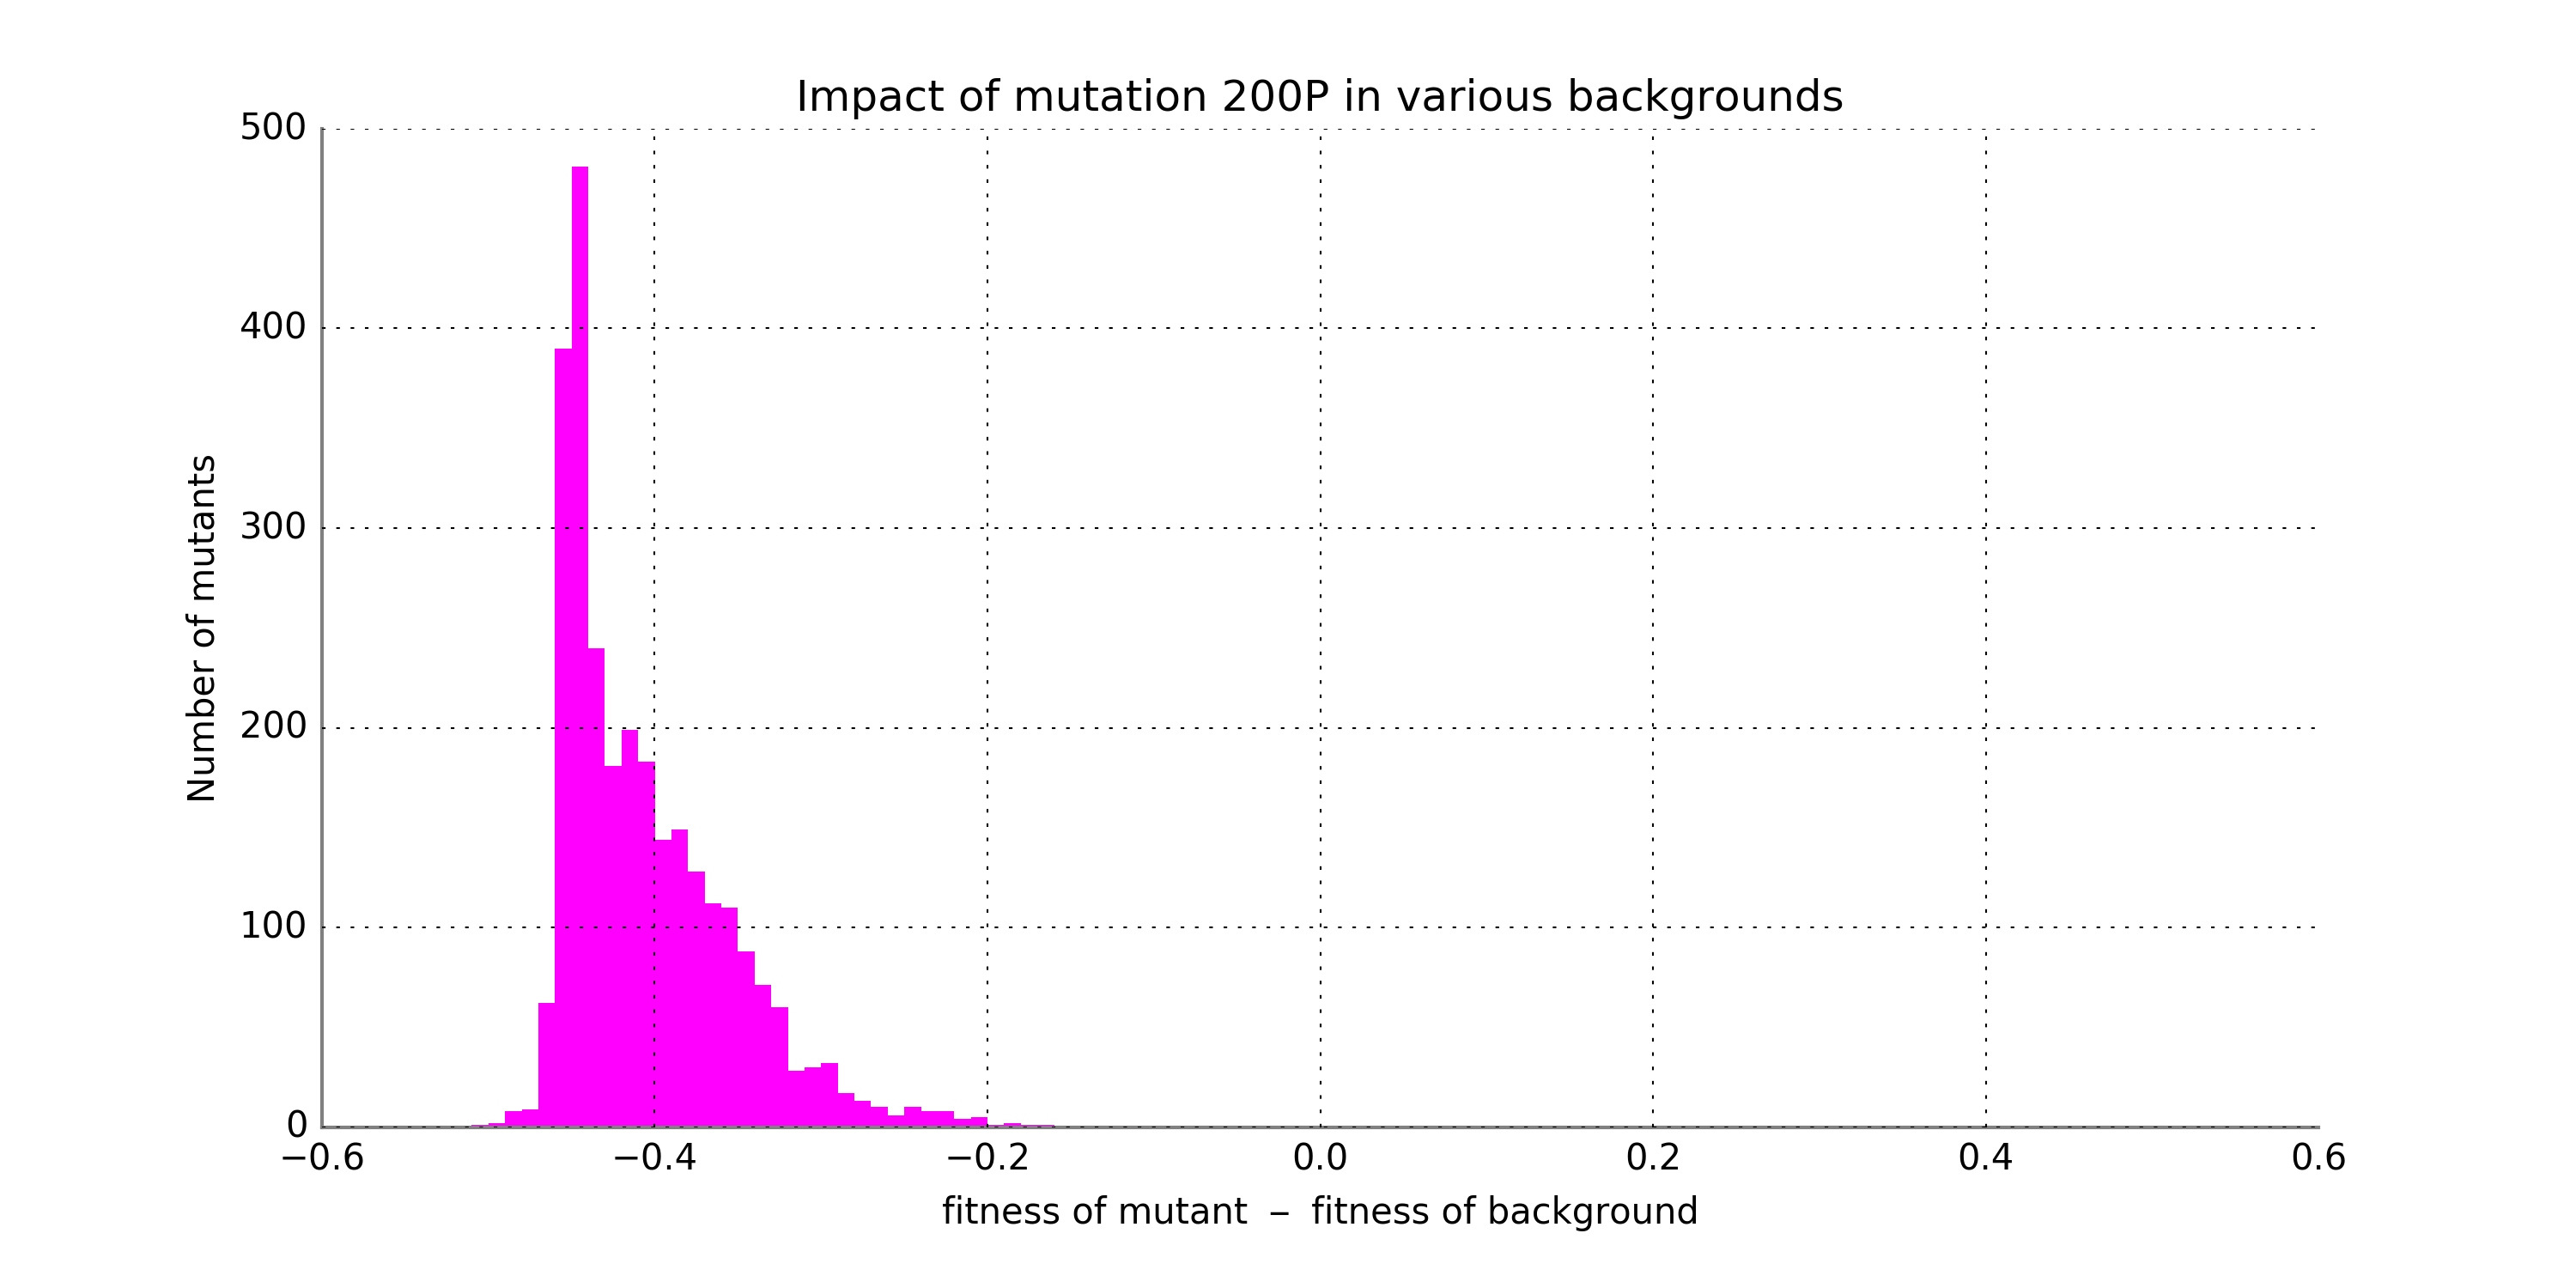 Impact of mutation 200P in various backgrounds
500
400
300
200
100
0
Number of mutants
−0.6 −0.4 −0.2 0.0 0.2 0.4 0.6
fitness of mutant − fitness of background